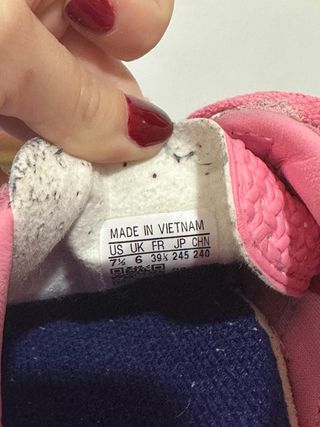 MADE IN VIETNAM
US UK FR JP CHN
7½ 6 39⅓ 245 240